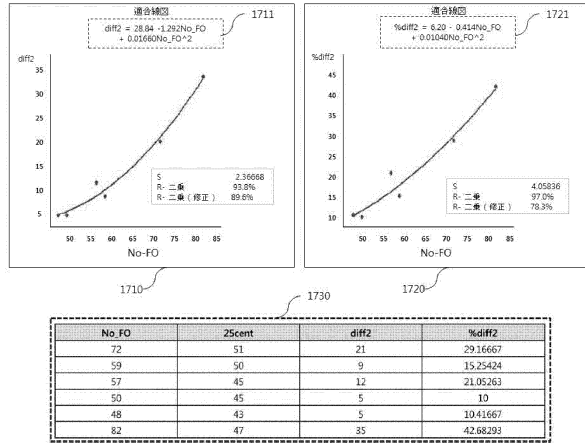 適合線図
1711
diff2 = 28.84 -1.292No_FO
+ 0.01660No_FO^2
diff2
35
30
25
20
15
10
5
S 2.36668
R- 二乗 93.8%
R- 二乗（修正） 89.6%
50 55 60 65 70 75 80 85
No-FO
1710
適合線図
1721
%diff2 = 6.20 - 0.414No_FO
+ 0.01040No_FO^2
%diff2
45
40
35
30
25
20
15
10
S 4.05836
R- 二乗 97.0%
R- 二乗（修正） 78.3%
50 55 60 65 70 75 80 85
No-FO
1720
1730
No_FO 25cent diff2 %diff2
72 51 21 29.16667
59 50 9 15.25424
57 45 12 21.05263
50 45 5 10
48 43 5 10.41667
82 47 35 42.68293